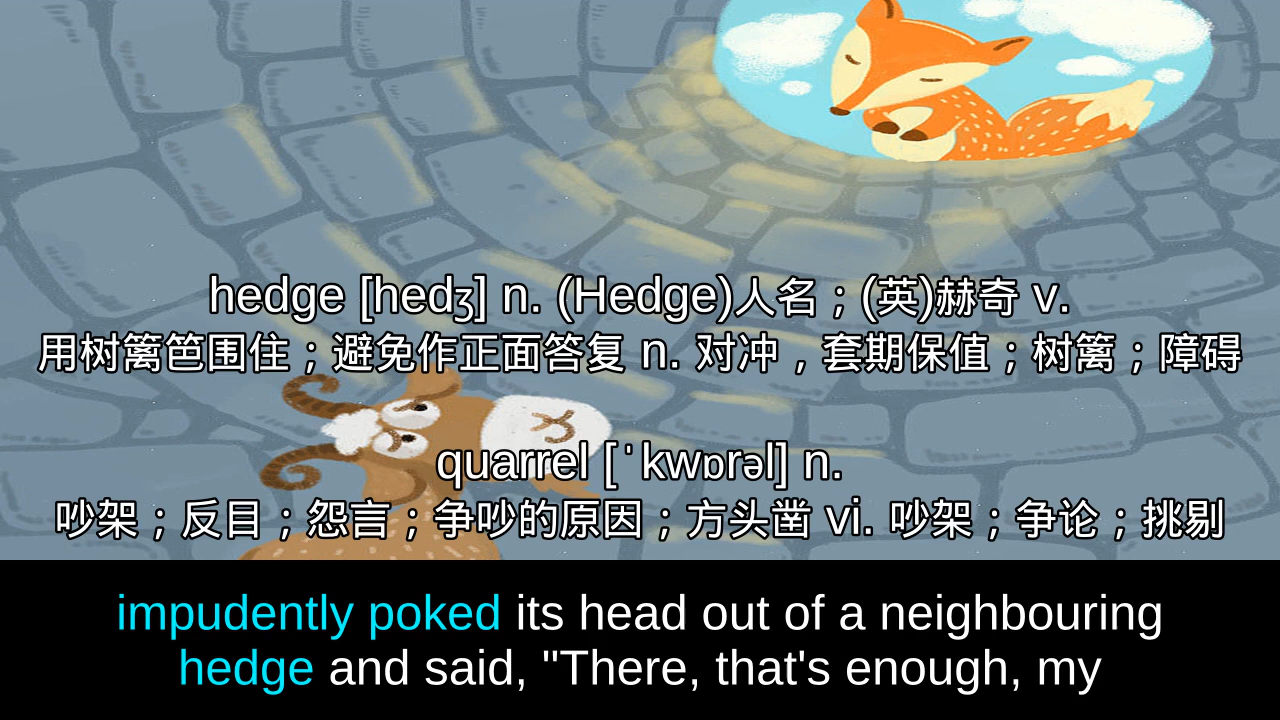 hedge [hedʒ] n. (Hedge)人名；(英)赫奇 v.
用树篱笆围住；避免作正面答复 n. 对冲，套期保值；树篱；障碍
quarrel [ˈkwɒrəl] n.
吵架；反目；怨言；争吵的原因；方头凿 vi. 吵架；争论；挑剔
impudently poked its head out of a neighbouring
hedge and said, "There, that's enough, my